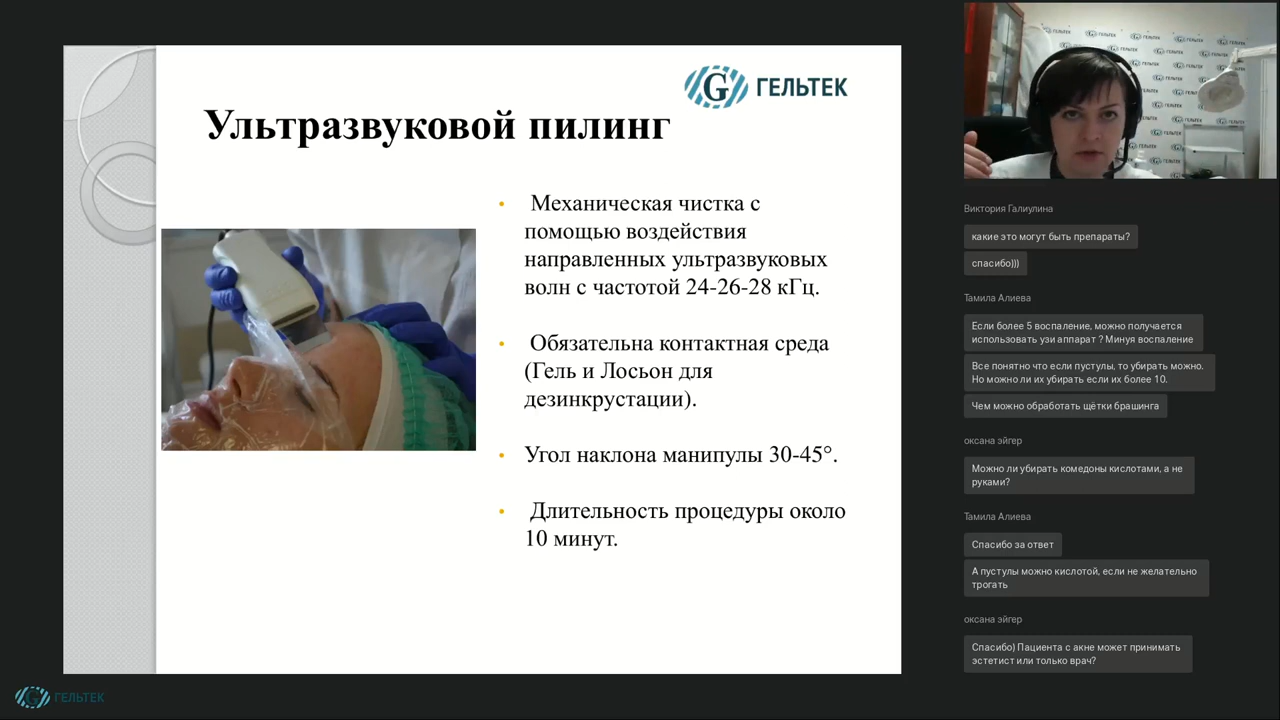 ГЕЛЬТЕК
Ультразвуковой пилинг
• Механическая чистка с
помощью воздействия
направленных ультразвуковых
волн с частотой 24-26-28 кГц.
• Обязательна контактная среда
(Гель и Лосьон для
дезинкрустации).
• Угол наклона манипулы 30-45°.
• Длительность процедуры около
10 минут.
ГЕЛЬТЕК
Виктория Галиулина
какие это могут быть препараты?
спасибо)))
Тамила Алиева
Если более 5 воспаление, можно получается
использовать узи аппарат ? Минуя воспаление
Все понятно что если пустулы, то убирать можно.
Но можно ли их убирать если их более 10.
Чем можно обработать щётки брашинга
оксана эйгер
Можно ли убирать комедоны кислотами, а не
руками?
Тамила Алиева
Спасибо за ответ
А пустулы можно кислотой, если не желательно
трогать
оксана эйгер
Спасибо) Пациента с акне может принимать
эстетист или только врач?